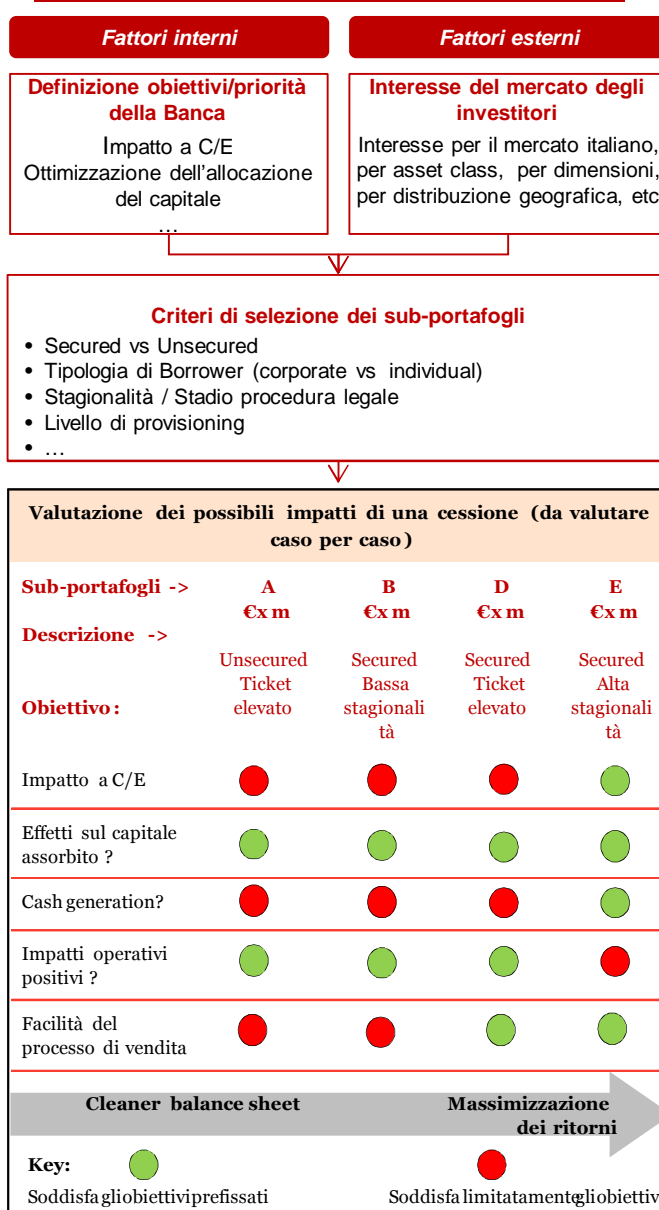 Fattori interni
Fattori esterni
Definizione obiettivi/priorità
della Banca
Impatto a C/E
Ottimizzazione dell'allocazione
del capitale
…
Interesse del mercato degli
investitori
Interesse per il mercato italiano,
per asset class, per dimensioni,
per distribuzione geografica, etc
Criteri di selezione dei sub-portafogli
• Secured vs Unsecured
• Tipologia di Borrower (corporate vs individual)
• Stagionalità / Stadio procedura legale
• Livello di provisioning
• …
Valutazione dei possibili impatti di una cessione (da valutare
caso per caso)
Sub-portafogli -> A B D E
€x m €x m €x m €x m
Descrizione ->
Unsecured Secured Secured Secured
Ticket Bassa Ticket Alta
Obiettivo: elevato stagionali elevato stagionali
tà tà
Impatto a C/E
Effetti sul capitale
assorbito ?
Cash generation?
Impatti operativi
positivi ?
Facilità del
processo di vendita
Cleaner balance sheet Massimizzazione
dei ritorni
Key:
Soddisfa gli obiettivi prefissati Soddisfa limitatamente gli obiettiv